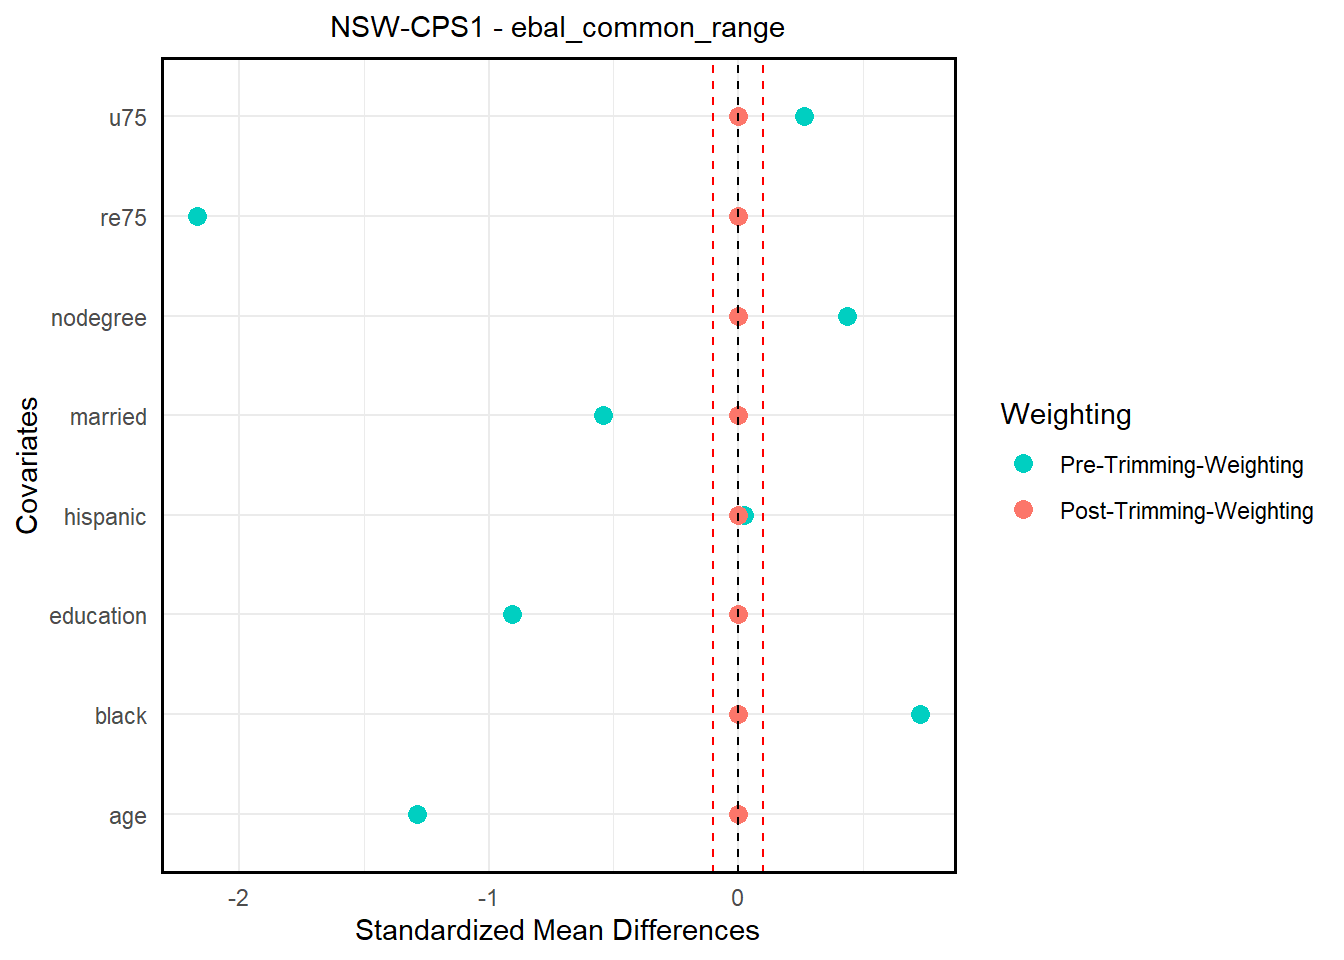 NSW-CPS1 - ebal_common_range
u75
re75
nodegree
married
hispanic
education
black
age
Covariates
-2
-1
0
Standardized Mean Differences
Weighting
Pre-Trimming-Weighting
Post-Trimming-Weighting